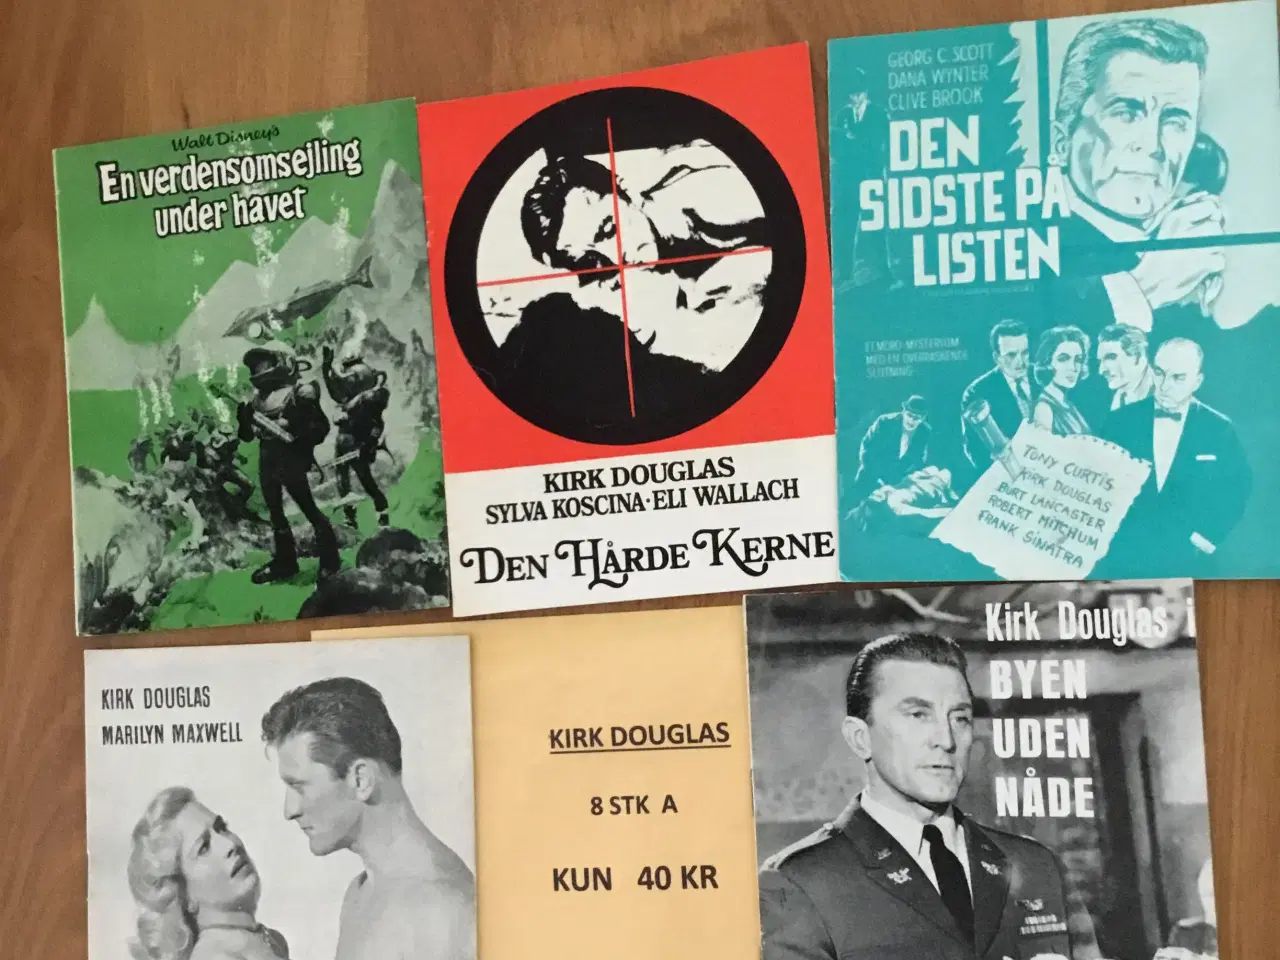 Walt Disney's
En verdensomsejling
under havet
KIRK DOUGLAS
SYLVA KOSCINA·ELI WALLACH
DEN HÅRDE KERNE
GEORG C. SCOTT
DANA WYNTER
CLIVE BROOK
DEN
SIDSTE PÅ
LISTEN
ET MORD-MYSTERIUM
MED EN OVERRASKENDE
SLUTNING
TONY CURTIS
KIRK DOUGLAS
BURT LANCASTER
ROBERT MITCHUM
FRANK SINATRA
KIRK DOUGLAS
MARILYN MAXWELL
KIRK DOUGLAS
8 STK A
KUN 40 KR
Kirk Douglas i
BYEN
UDEN
NÅDE